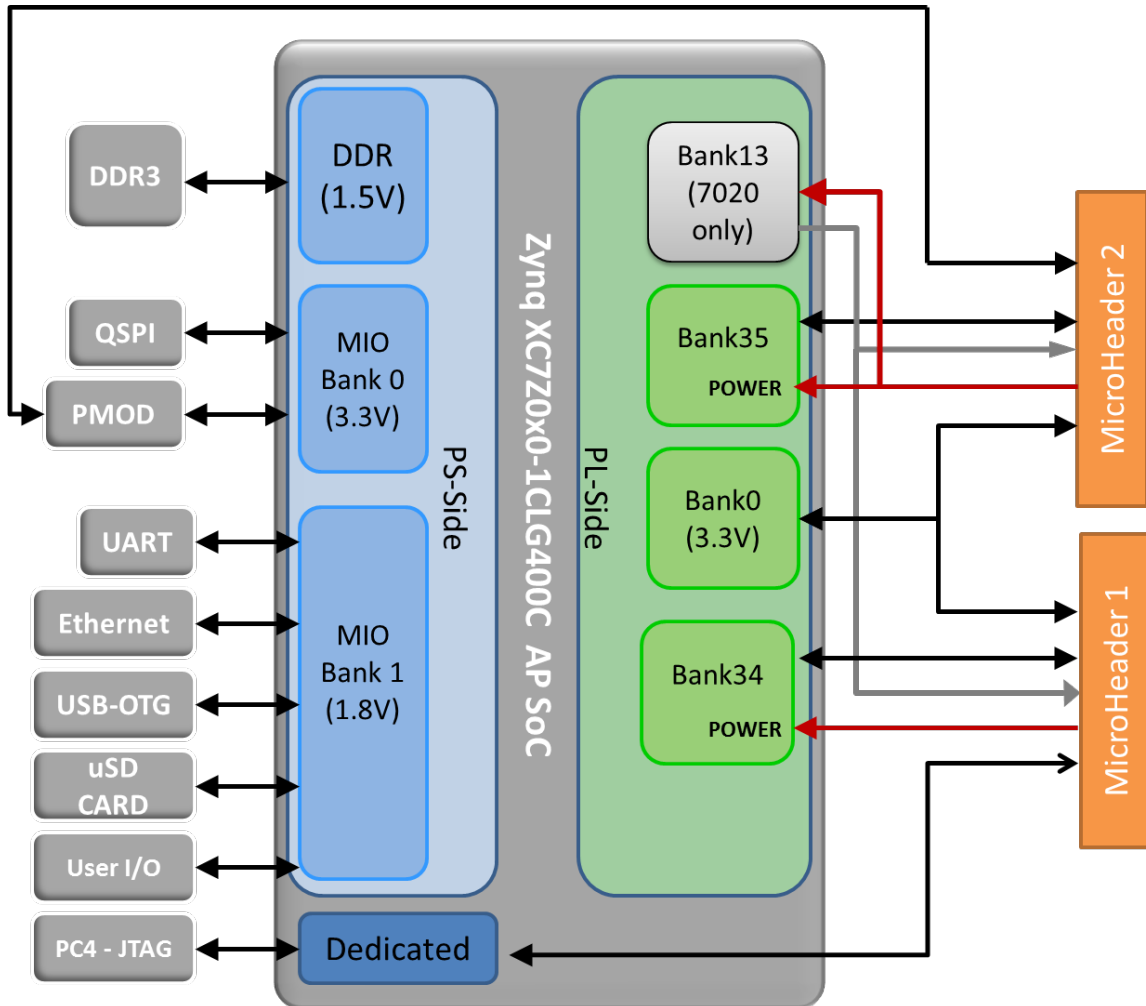 DDR3
QSPI
PMOD
UART
Ethernet
USB-OTG
uSD
CARD
User I/O
PC4 - JTAG
DDR
(1.5V)
MIO
Bank 0
(3.3V)
MIO
Bank 1
(1.8V)
PS-Side
Dedicated
Zynq XC7Z0x0-1CLG400C AP SoC
PL-Side
Bank13
(7020
only)
Bank35
POWER
Bank0
(3.3V)
Bank34
POWER
MicroHeader 2
MicroHeader 1